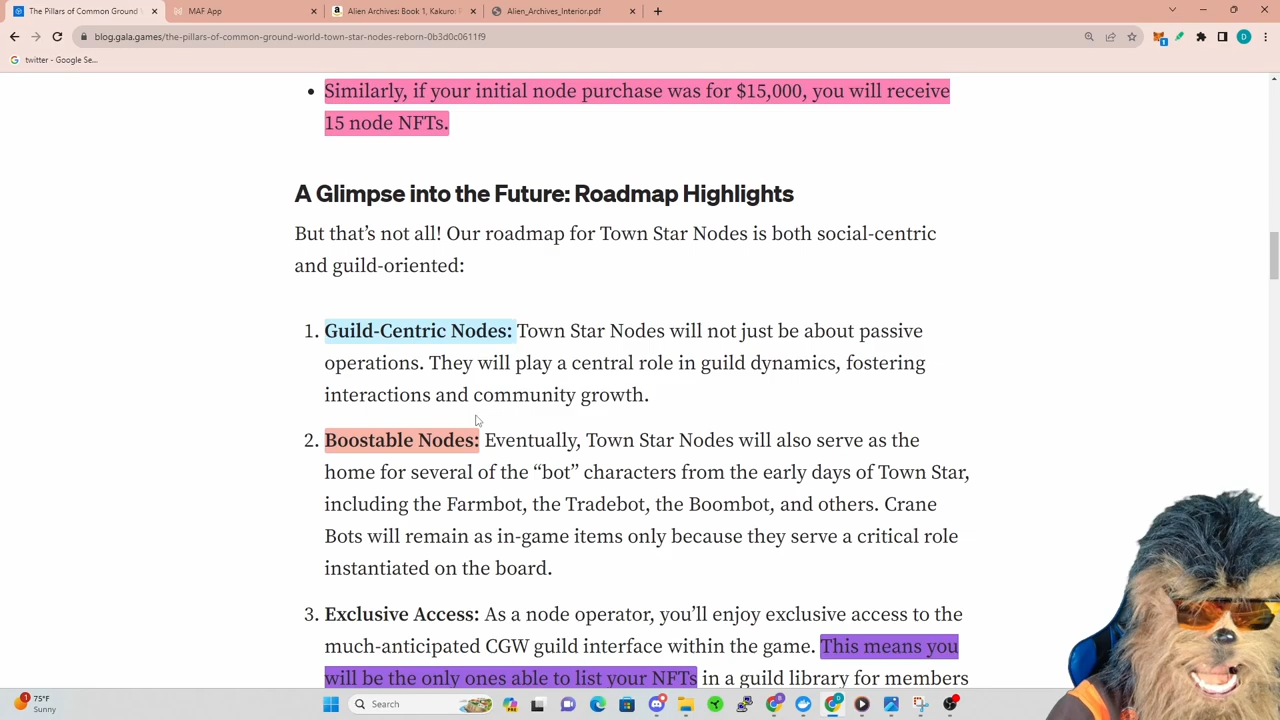 The Pillars of Common Ground
MAF App
Alien Archives: Book 1, Kakuro:
Alien_Archives_Interior.pdf
blog.gala.games/the-pillars-of-common-ground-world-town-star-nodes-reborn-0b3d0c0611f9
twitter - Google Se...
Similarly, if your initial node purchase was for $15,000, you will receive
15 node NFTs.
A Glimpse into the Future: Roadmap Highlights
But that’s not all! Our roadmap for Town Star Nodes is both social-centric
and guild-oriented:
1. Guild-Centric Nodes: Town Star Nodes will not just be about passive
operations. They will play a central role in guild dynamics, fostering
interactions and community growth.
2. Boostable Nodes: Eventually, Town Star Nodes will also serve as the
home for several of the “bot” characters from the early days of Town Star,
including the Farmbot, the Tradebot, the Boombot, and others. Crane
Bots will remain as in-game items only because they serve a critical role
instantiated on the board.
3. Exclusive Access: As a node operator, you’ll enjoy exclusive access to the
much-anticipated CGW guild interface within the game. This means you
will be the only ones able to list your NFTs in a guild library for members
75°F
Sunny
Search